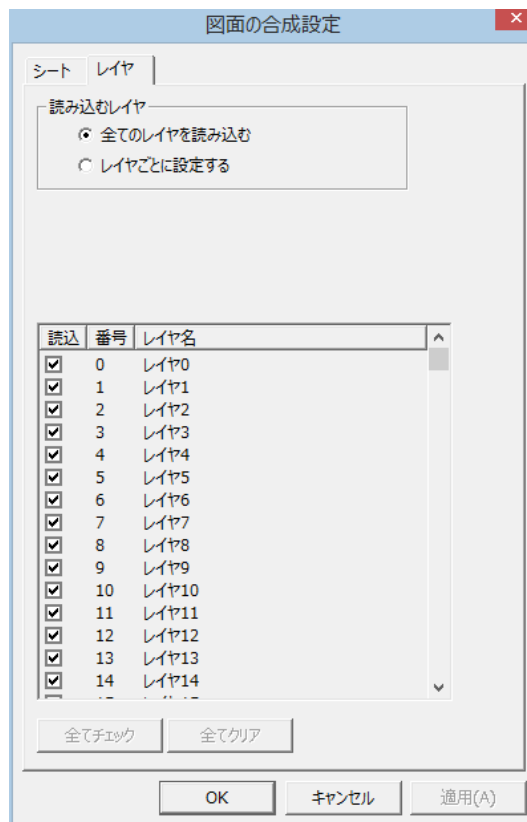 図面の合成設定
シート レイヤ
読み込むレイヤ
全てのレイヤを読み込む
レイヤごとに設定する
読込 番号 レイヤ名
0 レイヤ0
1 レイヤ1
2 レイヤ2
3 レイヤ3
4 レイヤ4
5 レイヤ5
6 レイヤ6
7 レイヤ7
8 レイヤ8
9 レイヤ9
10 レイヤ10
11 レイヤ11
12 レイヤ12
13 レイヤ13
14 レイヤ14
全てチェック 全てクリア
OK キャンセル 適用(A)